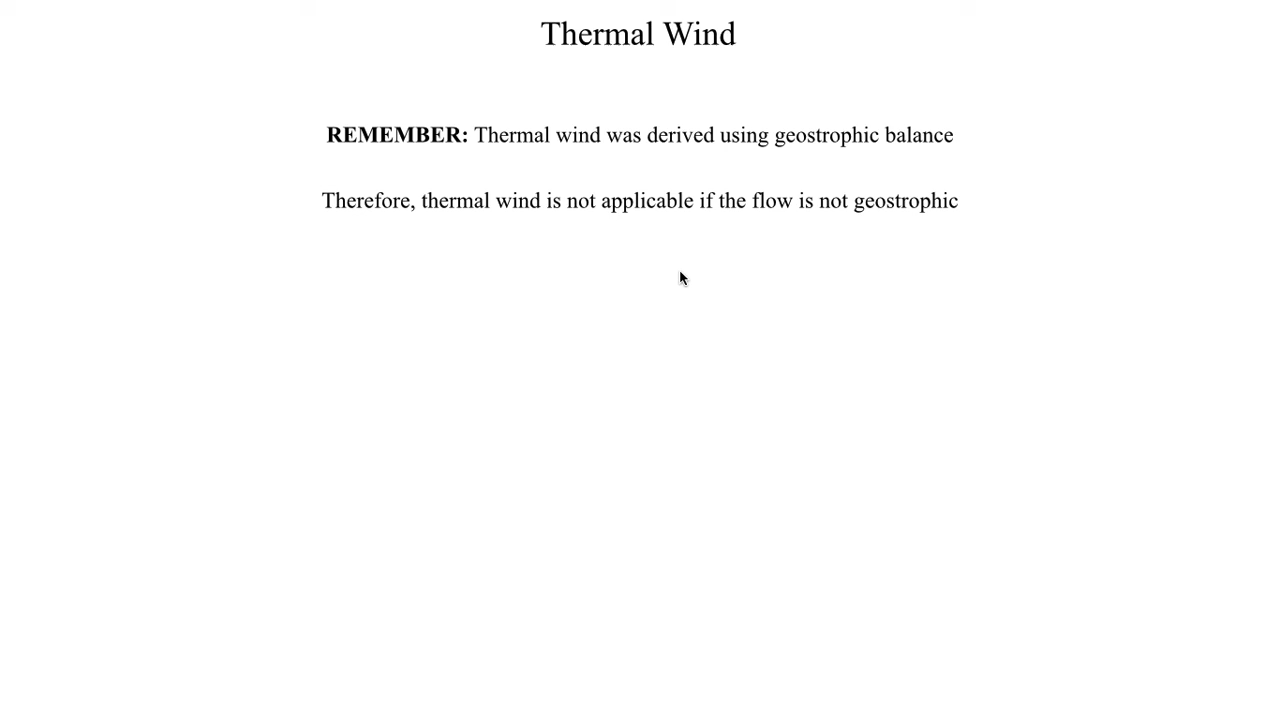 Thermal Wind
REMEMBER: Thermal wind was derived using geostrophic balance
Therefore, thermal wind is not applicable if the flow is not geostrophic